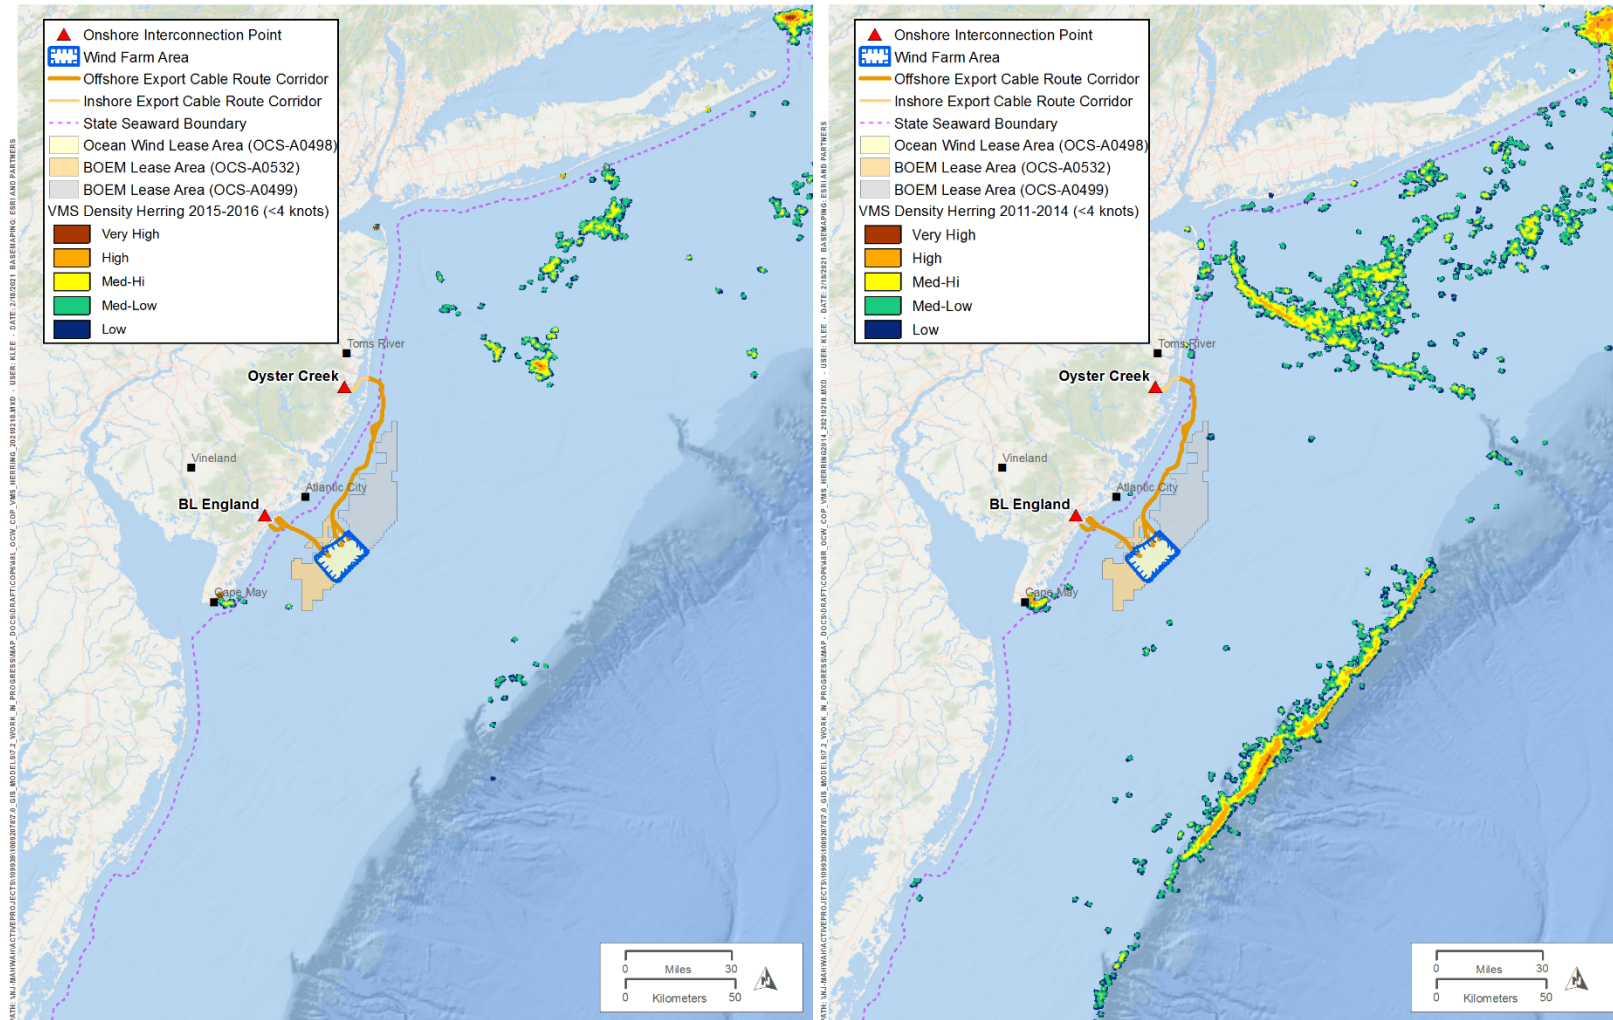 Onshore Interconnection Point
Wind Farm Area
Offshore Export Cable Route Corridor
Inshore Export Cable Route Corridor
State Seaward Boundary
Ocean Wind Lease Area (OCS-A0498)
BOEM Lease Area (OCS-A0532)
BOEM Lease Area (OCS-A0499)
VMS Density Herring 2015-2016 (<4 knots)
Very High
High
Med-Hi
Med-Low
Low
Toms River
Oyster Creek
Vineland
Atlantic City
BL England
Cape May
0 Miles 30
0 Kilometers 50
N
Onshore Interconnection Point
Wind Farm Area
Offshore Export Cable Route Corridor
Inshore Export Cable Route Corridor
State Seaward Boundary
Ocean Wind Lease Area (OCS-A0498)
BOEM Lease Area (OCS-A0532)
BOEM Lease Area (OCS-A0499)
VMS Density Herring 2011-2014 (<4 knots)
Very High
High
Med-Hi
Med-Low
Low
Toms River
Oyster Creek
Vineland
Atlantic City
BL England
Cape May
0 Miles 30
0 Kilometers 50
N